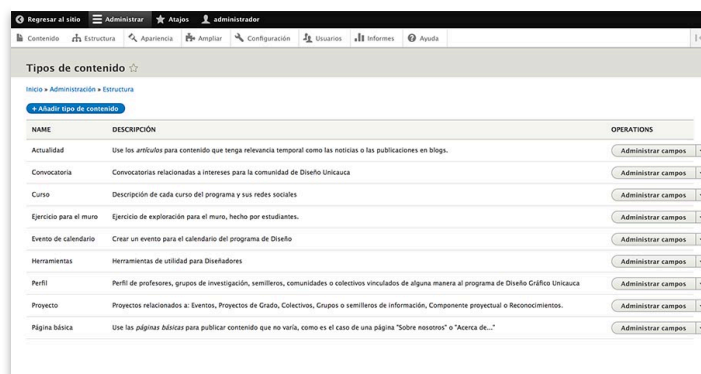 Regresar al sitio Administrar Atajos administrador
Contenido Estructura Apariencia Ampliar Configuración Usuarios Informes Ayuda
Tipos de contenido
Inicio » Administración » Estructura
+ Añadir tipo de contenido
NAME DESCRIPCIÓN OPERATIONS
Actualidad Use los artículos para contenido que tenga relevancia temporal como las noticias o las publicaciones en blogs. Administrar campos
Convocatoria Convocatorias relacionadas a intereses para la comunidad de Diseño Unicauca Administrar campos
Curso Descripción de cada curso del programa y sus redes sociales Administrar campos
Ejercicio para el muro Ejercicio de exploración para el muro, hecho por estudiantes. Administrar campos
Evento de calendario Crear un evento para el calendario del programa de Diseño Administrar campos
Herramientas Herramientas de utilidad para Diseñadores Administrar campos
Perfil Perfil de profesores, grupos de investigación, semilleros, comunidades o colectivos vinculados de alguna manera al programa de Diseño Gráfico Unicauca Administrar campos
Proyecto Proyectos relacionados a: Eventos, Proyectos de Grado, Colectivos, Grupos o semilleros de información, Componente proyectual o Reconocimientos. Administrar campos
Página básica Use las páginas básicas para publicar contenido que no varía, como es el caso de una página "Sobre nosotros" o "Acerca de..." Administrar campos